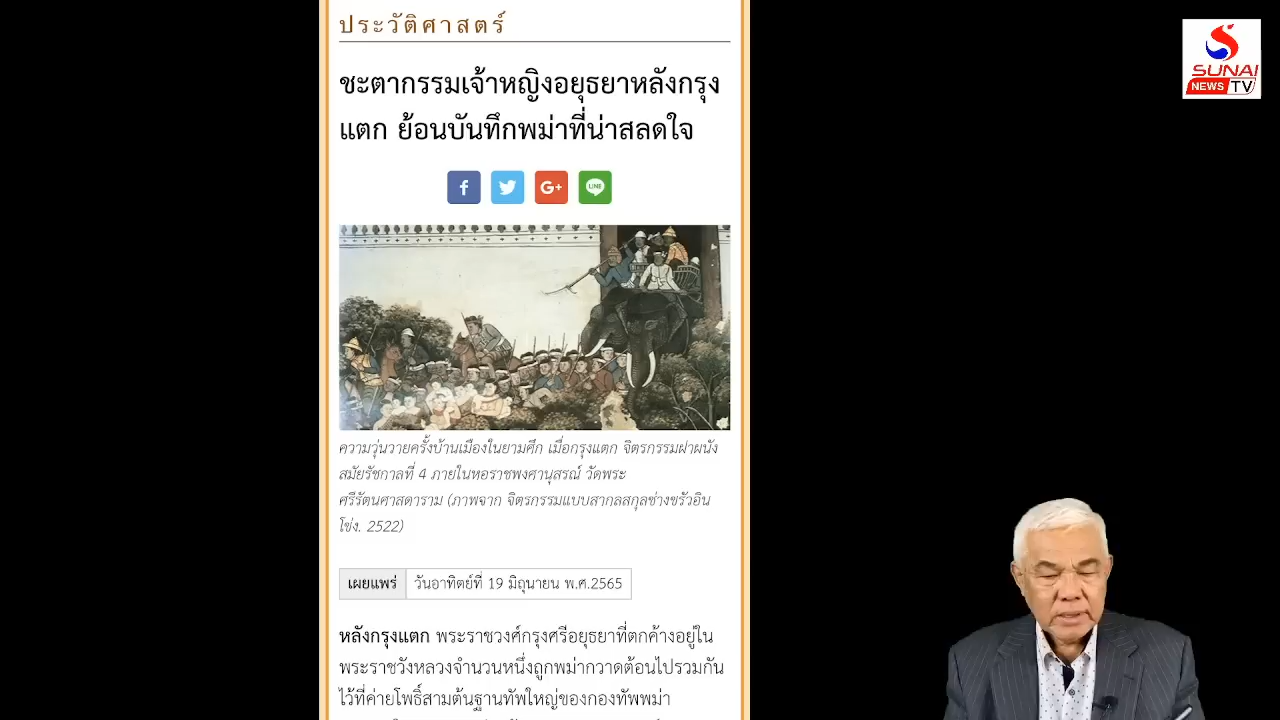 ประวัติศาสตร์
SUNAI
NEWS TV
ชะตากรรมเจ้าหญิงอยุธยาหลังกรุง
แตก ย้อนบันทึกพม่าที่น่าสลดใจ
f
G+
LINE
ความวุ่นวายครั้งบ้านเมืองในยามศึก เมื่อกรุงแตก จิตรกรรมฝาผนัง
สมัยรัชกาลที่ 4 ภายในหอราชพงศานุสรณ์ วัดพระ
ศรีรัตนศาสดาราม (ภาพจาก จิตรกรรมแบบสากลสกุลช่างขรัวอิน
โข่ง. 2522)
เผยแพร่ วันอาทิตย์ที่ 19 มิถุนายน พ.ศ.2565
หลังกรุงแตก พระราชวงศ์กรุงศรีอยุธยาที่ตกค้างอยู่ใน
พระราชวังหลวงจำนวนหนึ่งถูกพม่ากวาดต้อนไปรวมกัน
ไว้ที่ค่ายโพธิ์สามต้นฐานทัพใหญ่ของกองทัพพม่า